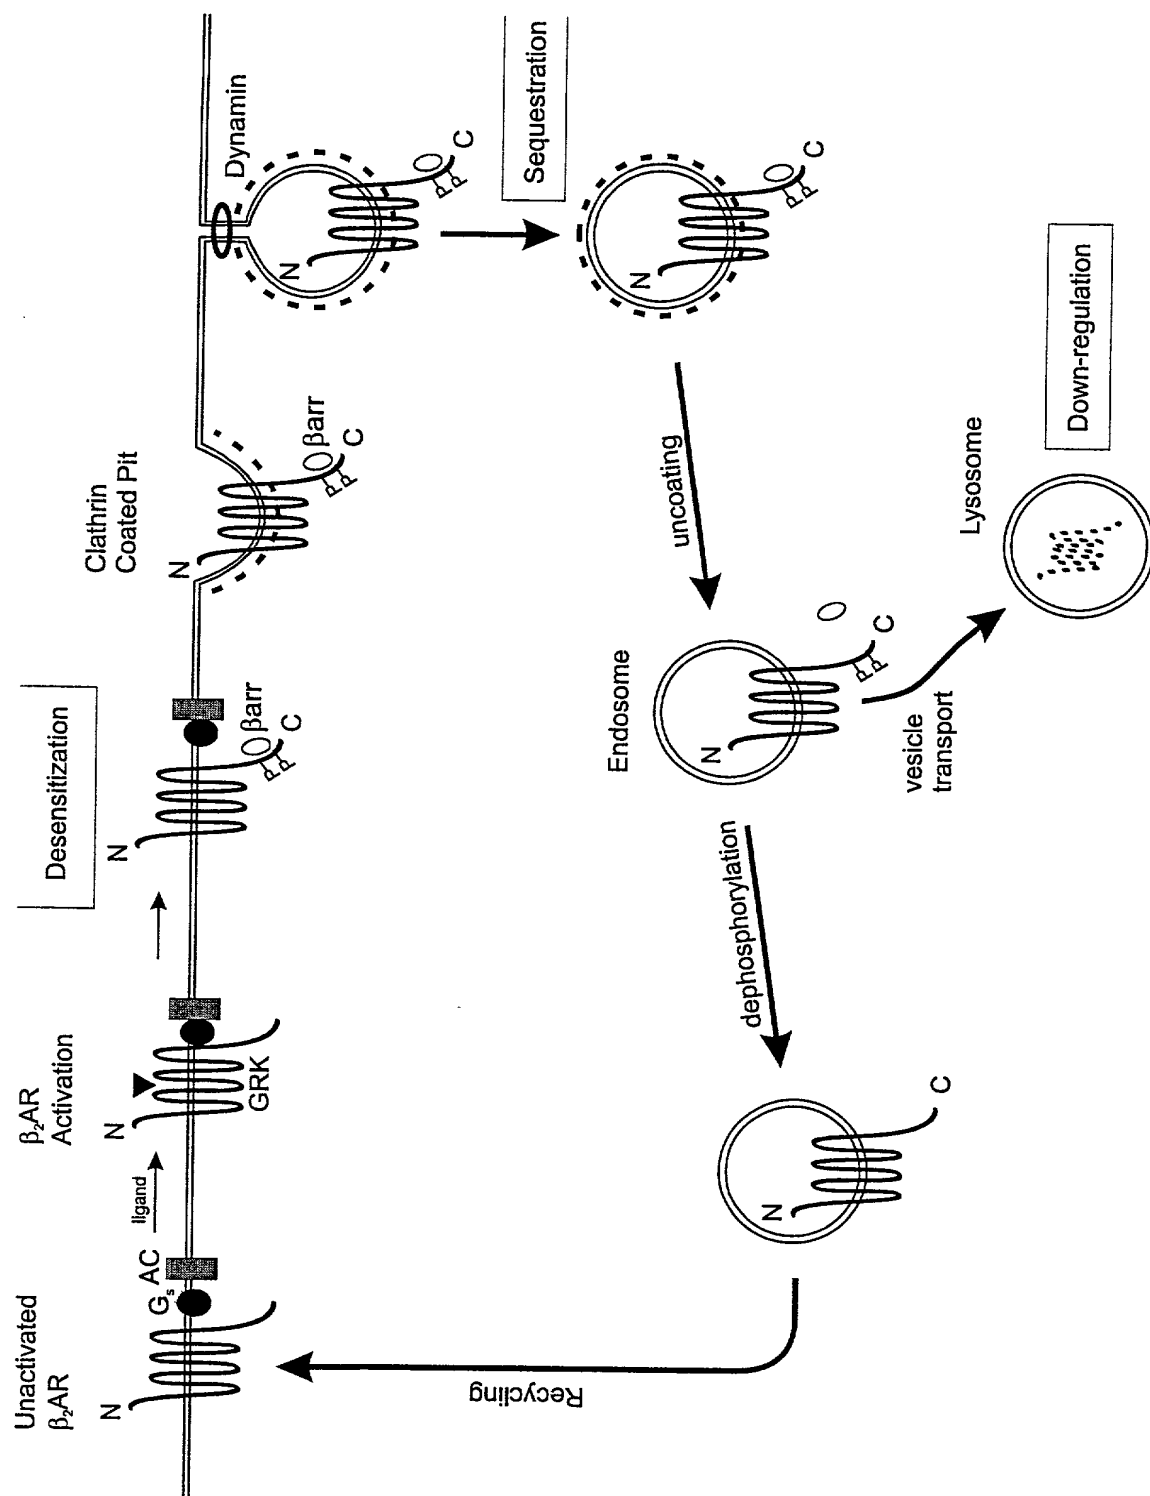 Unactivated
β₂AR
N
Gₛ
AC
ligand
β₂AR
Activation
N
GRK
Desensitization
N
βarr
C
P
P
Clathrin
Coated Pit
N
βarr
C
P
P
Dynamin
N
C
P
P
Sequestration
N
C
P
P
uncoating
Endosome
N
C
P
P
vesicle
transport
Lysosome
Down-regulation
dephosphorylation
N
C
Recycling